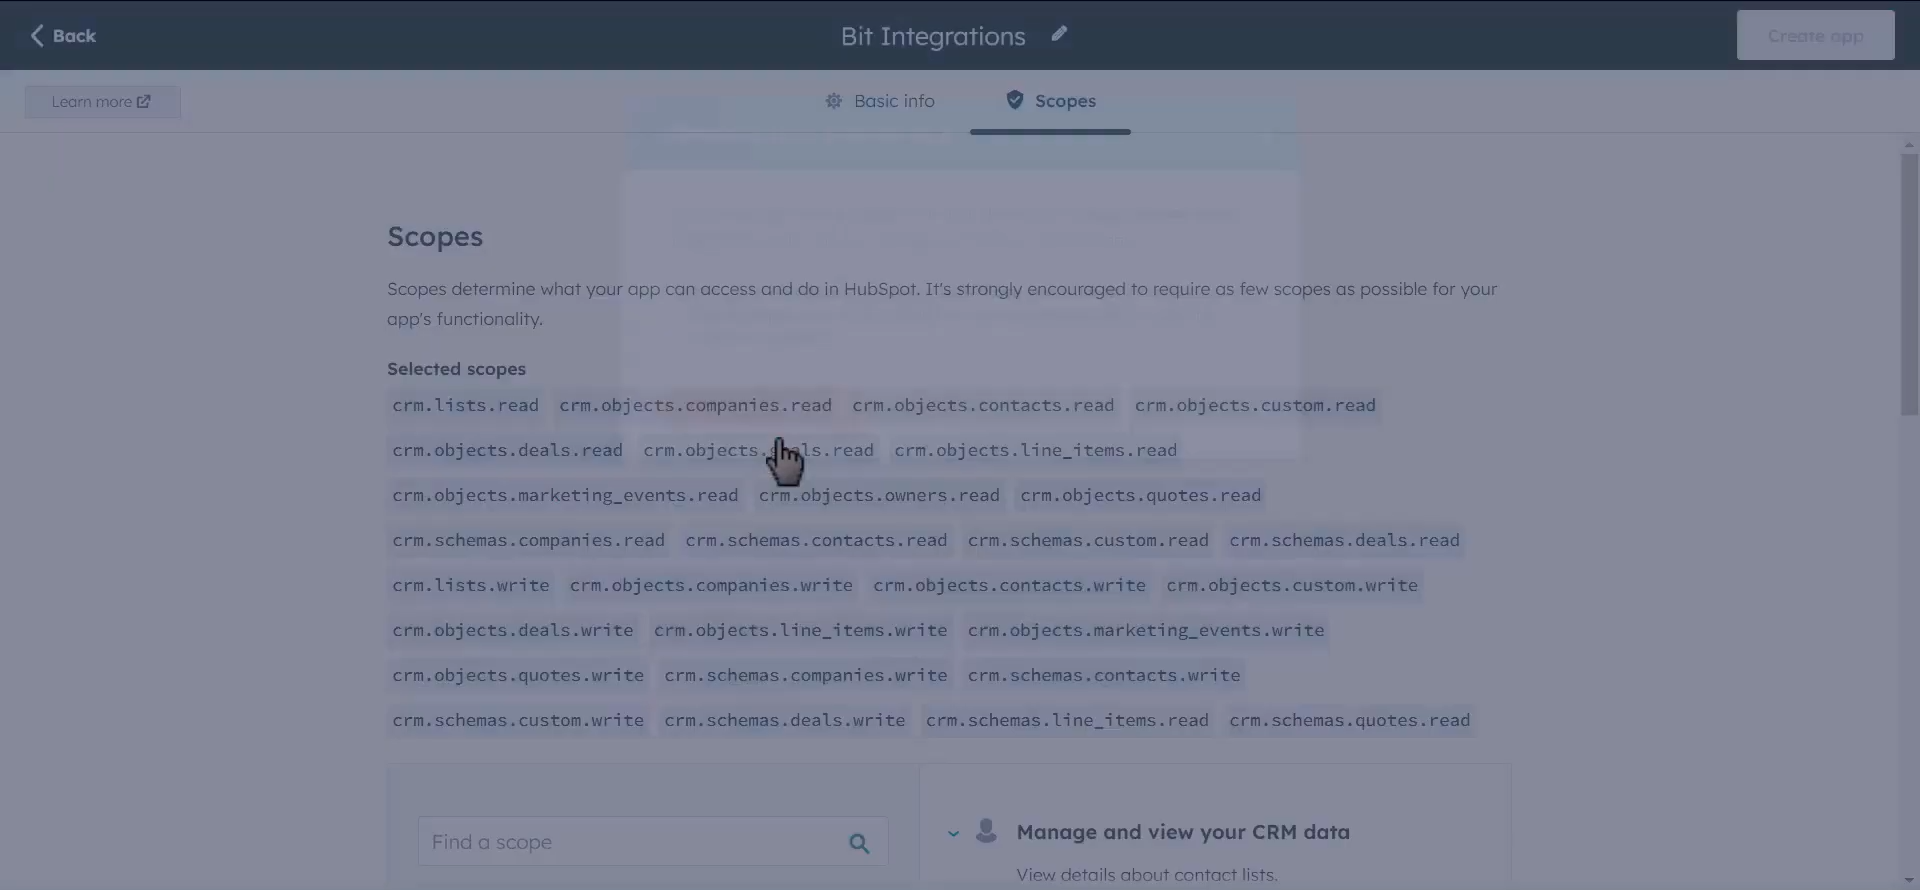 Back
Bit Integrations
Create app
Learn more
Basic info
Scopes
Scopes
Scopes determine what your app can access and do in HubSpot. It's strongly encouraged to require as few scopes as possible for your
app's functionality.
Selected scopes
crm.lists.read crm.objects.companies.read crm.objects.contacts.read crm.objects.custom.read
crm.objects.deals.read crm.objects.deals.read crm.objects.line_items.read
crm.objects.marketing_events.read crm.objects.owners.read crm.objects.quotes.read
crm.schemas.companies.read crm.schemas.contacts.read crm.schemas.custom.read crm.schemas.deals.read
crm.lists.write crm.objects.companies.write crm.objects.contacts.write crm.objects.custom.write
crm.objects.deals.write crm.objects.line_items.write crm.objects.marketing_events.write
crm.objects.quotes.write crm.schemas.companies.write crm.schemas.contacts.write
crm.schemas.custom.write crm.schemas.deals.write crm.schemas.line_items.read crm.schemas.quotes.read
Find a scope
Manage and view your CRM data
View details about contact lists.